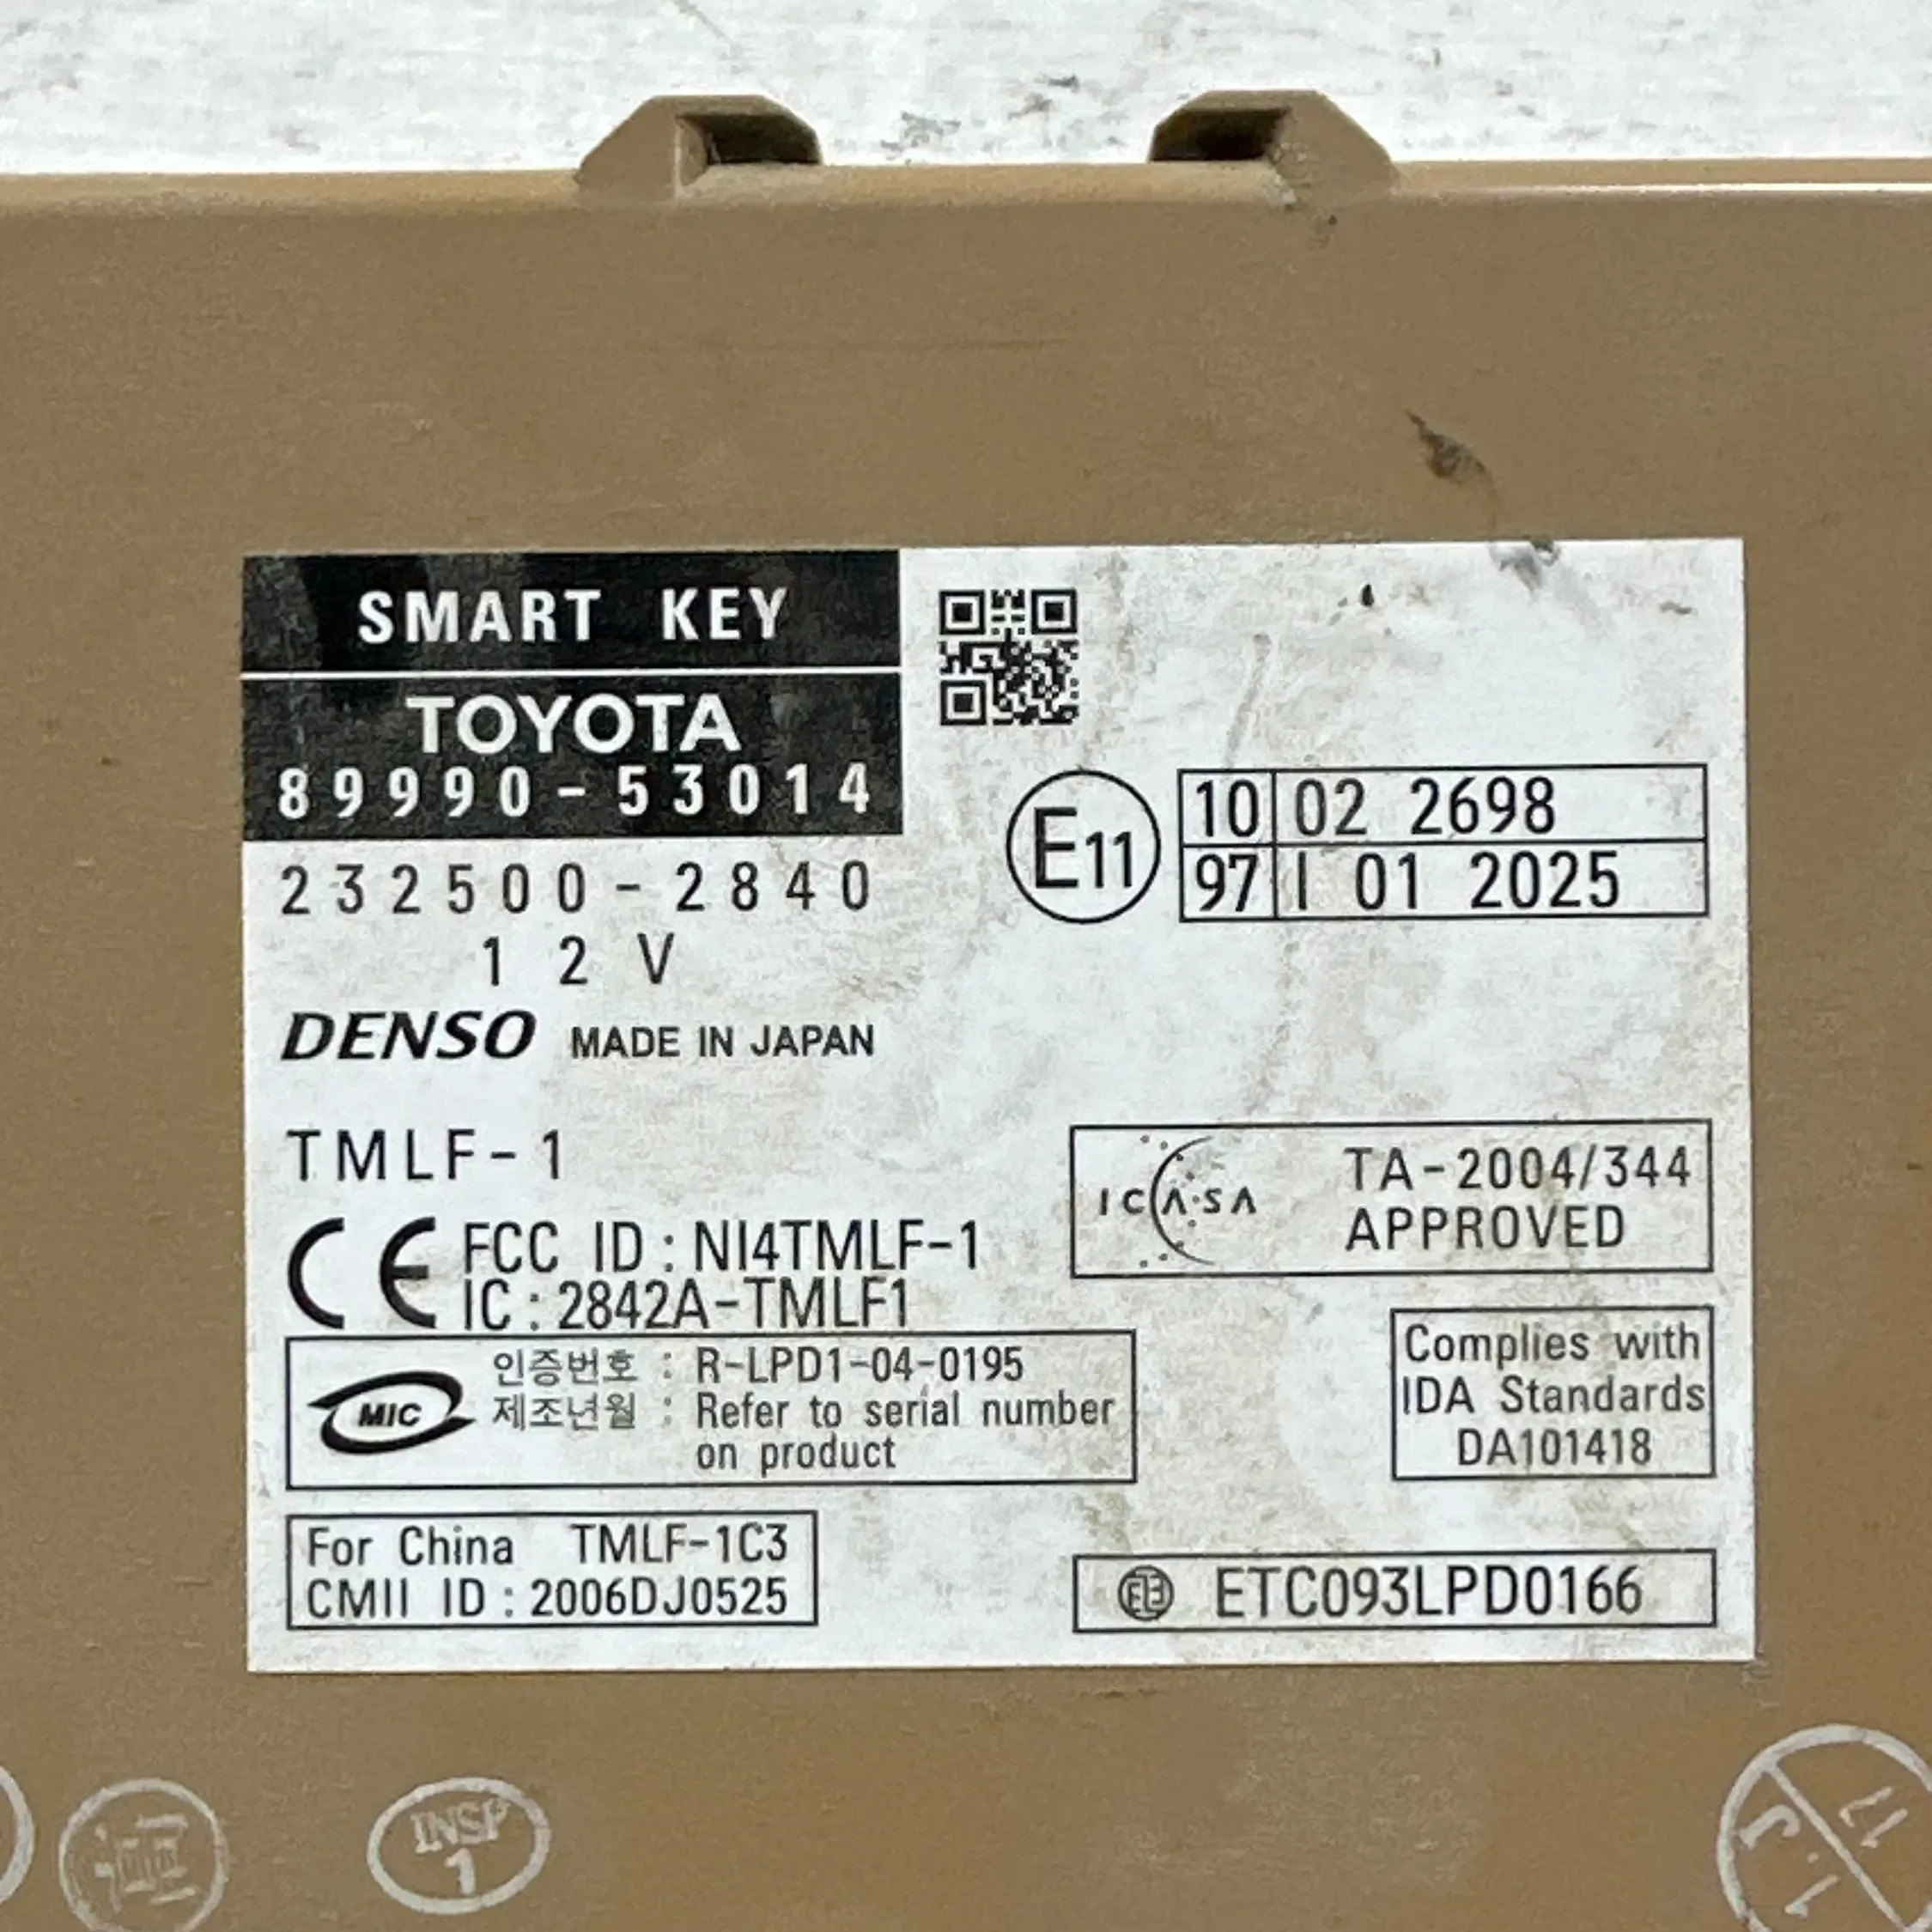 SMART KEY
TOYOTA
89990-53014
232500-2840
12V
DENSO MADE IN JAPAN
E11
10 02 2698
97 I 01 2025
TMLF-1
ICASA TA-2004/344
APPROVED
CE FCC ID : NI4TMLF-1
IC : 2842A-TMLF1
MIC 인증번호 : R-LPD1-04-0195
제조년월 : Refer to serial number
on product
Complies with
IDA Standards
DA101418
For China TMLF-1C3
CMII ID : 2006DJ0525
ETC093LPD0166
INSP
1